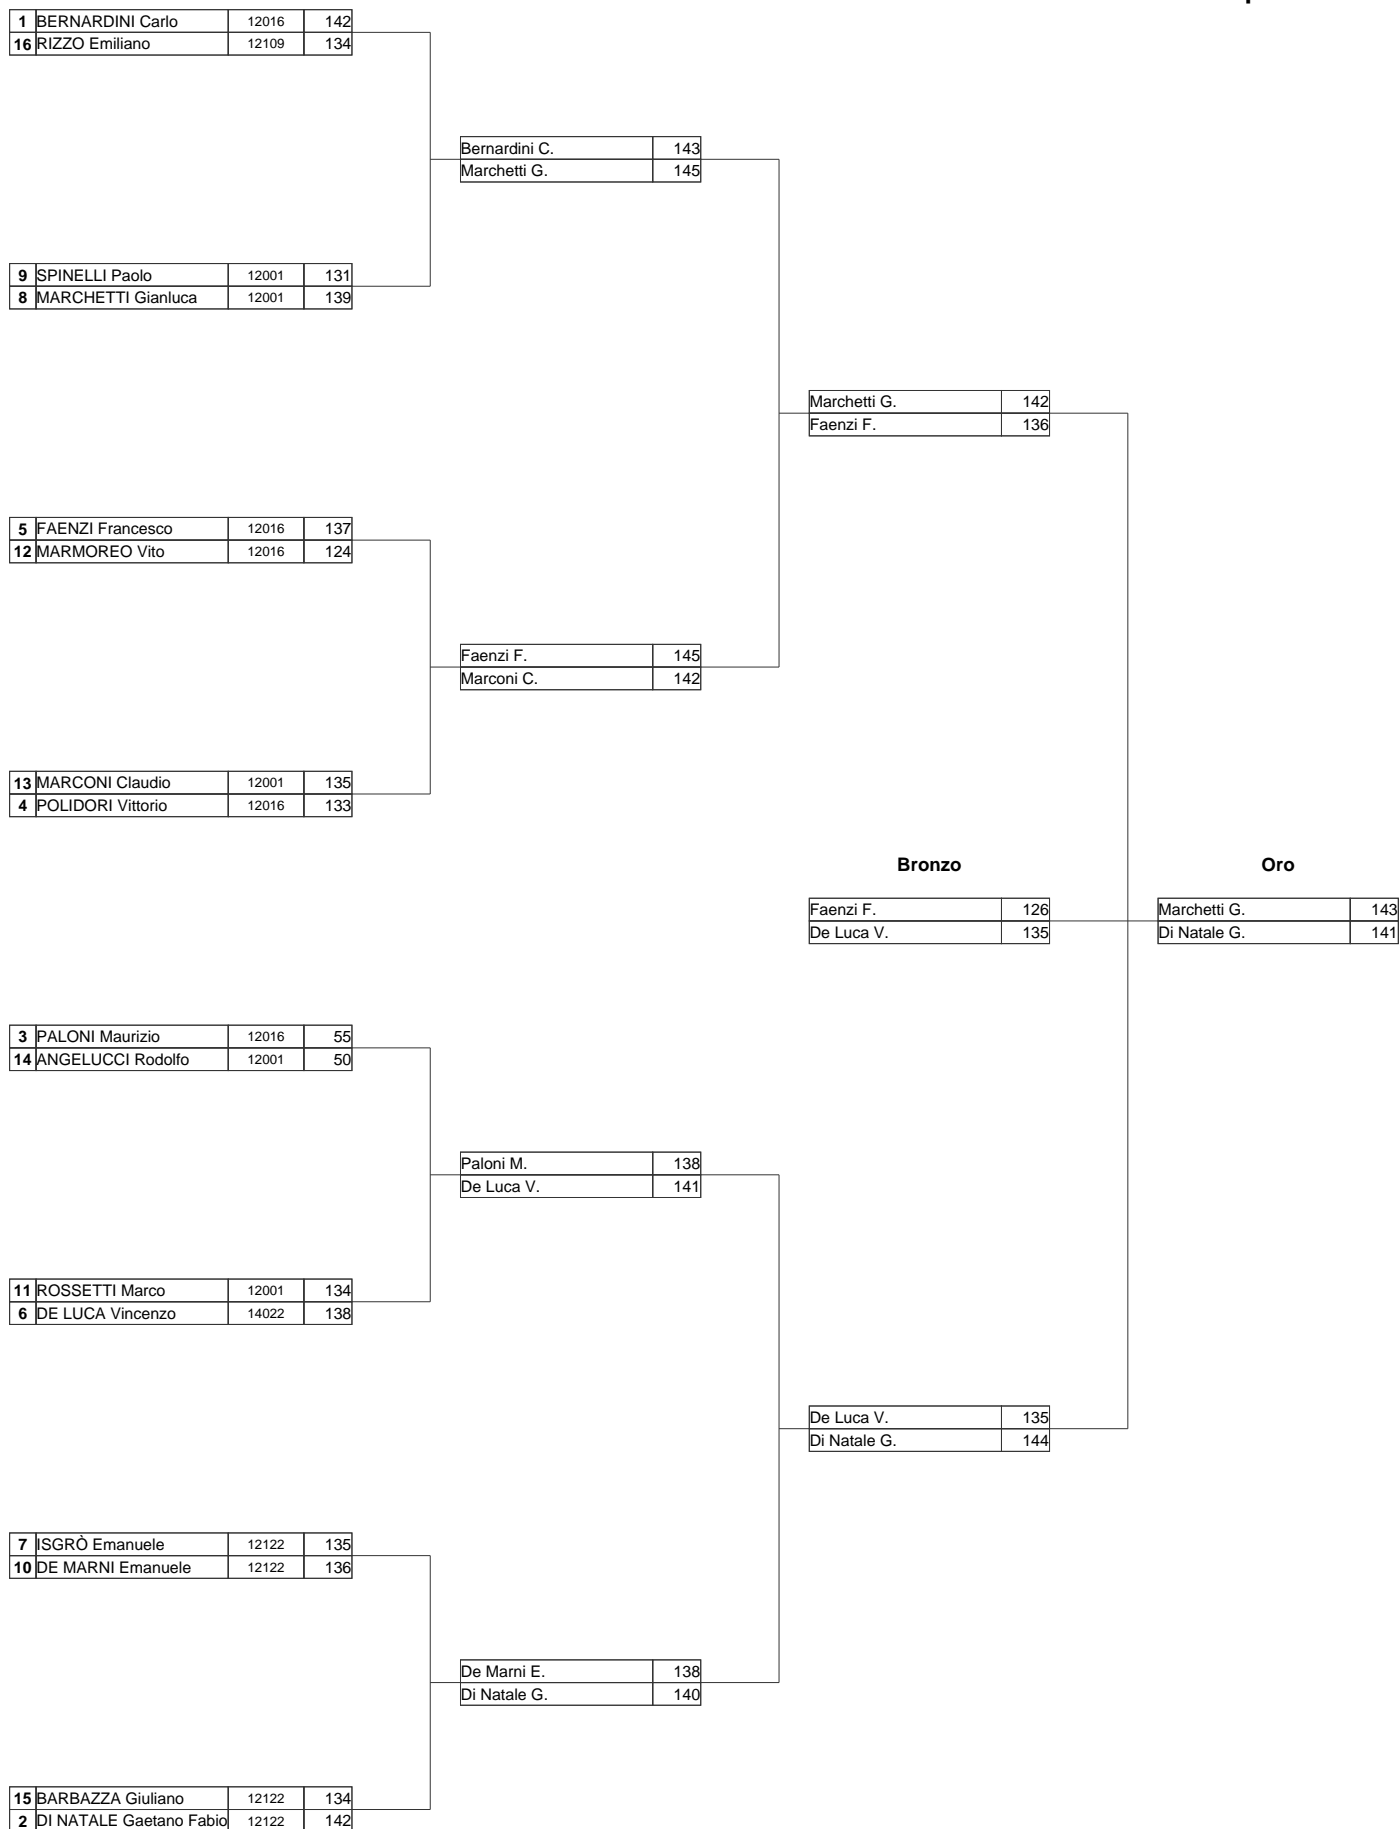 1 BERNARDINI Carlo 12016 142
16 RIZZO Emiliano 12109 134
Bernardini C. 143
Marchetti G. 145
9 SPINELLI Paolo 12001 131
8 MARCHETTI Gianluca 12001 139
Marchetti G. 142
Faenzi F. 136
5 FAENZI Francesco 12016 137
12 MARMOREO Vito 12016 124
Faenzi F. 145
Marconi C. 142
13 MARCONI Claudio 12001 135
4 POLIDORI Vittorio 12016 133
Bronzo Oro
Faenzi F. 126 Marchetti G. 143
De Luca V. 135 Di Natale G. 141
3 PALONI Maurizio 12016 55
14 ANGELUCCI Rodolfo 12001 50
Paloni M. 138
De Luca V. 141
11 ROSSETTI Marco 12001 134
6 DE LUCA Vincenzo 14022 138
De Luca V. 135
Di Natale G. 144
7 ISGRÒ Emanuele 12122 135
10 DE MARNI Emanuele 12122 136
De Marni E. 138
Di Natale G. 140
15 BARBAZZA Giuliano 12122 134
2 DI NATALE Gaetano Fabio 12122 142